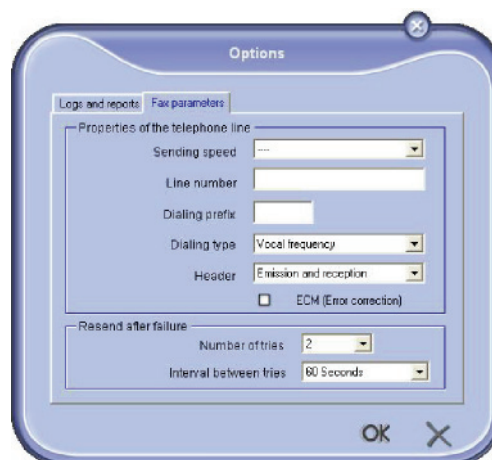 Options
Logs and reports Fax parameters
Properties of the telephone line
Sending speed ---
Line number
Dialing prefix
Dialing type Vocal frequency
Header Emission and reception
ECM (Error correction)
Resend after failure
Number of tries 2
Interval between tries 60 Seconds
OK